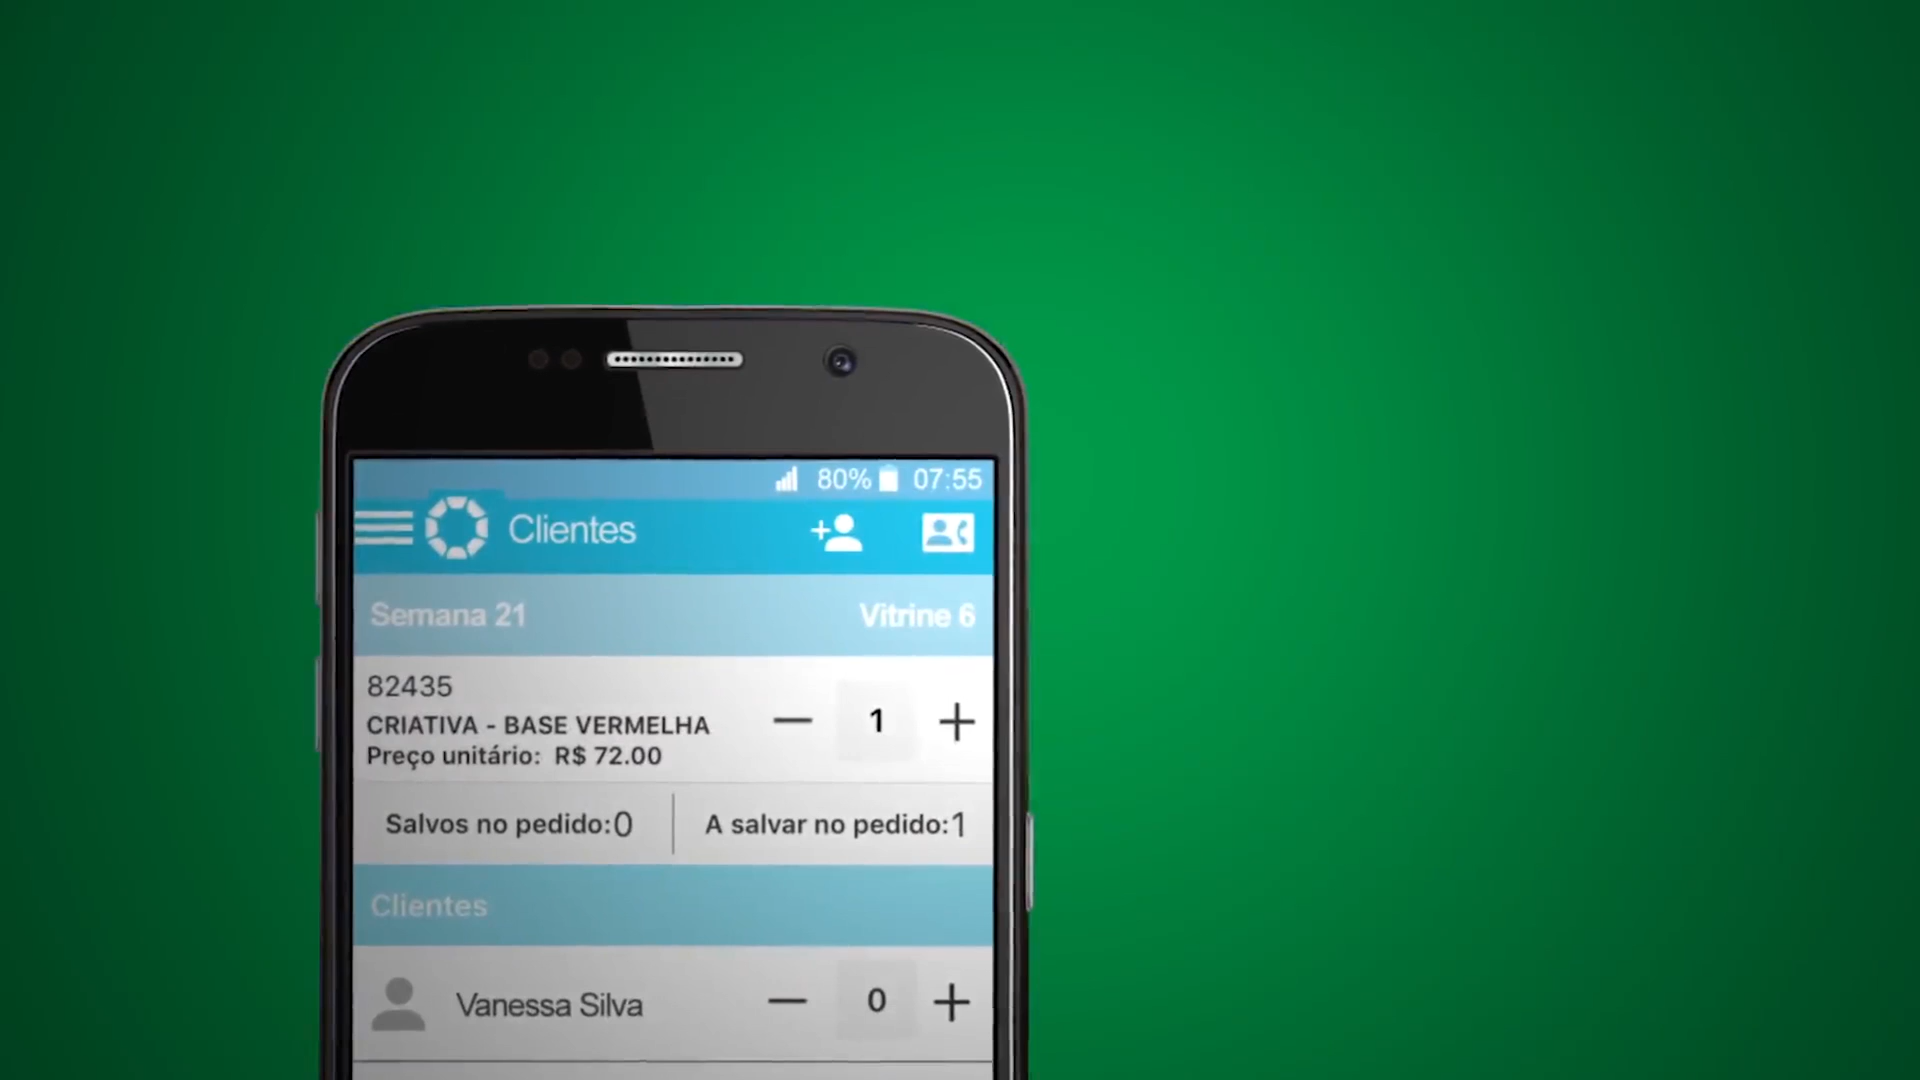 80% 07:55
Clientes
Semana 21 Vitrine 6
82435
CRIATIVA - BASE VERMELHA
Preço unitário: R$ 72.00
1
Salvos no pedido:0 A salvar no pedido:1
Clientes
Vanessa Silva 0